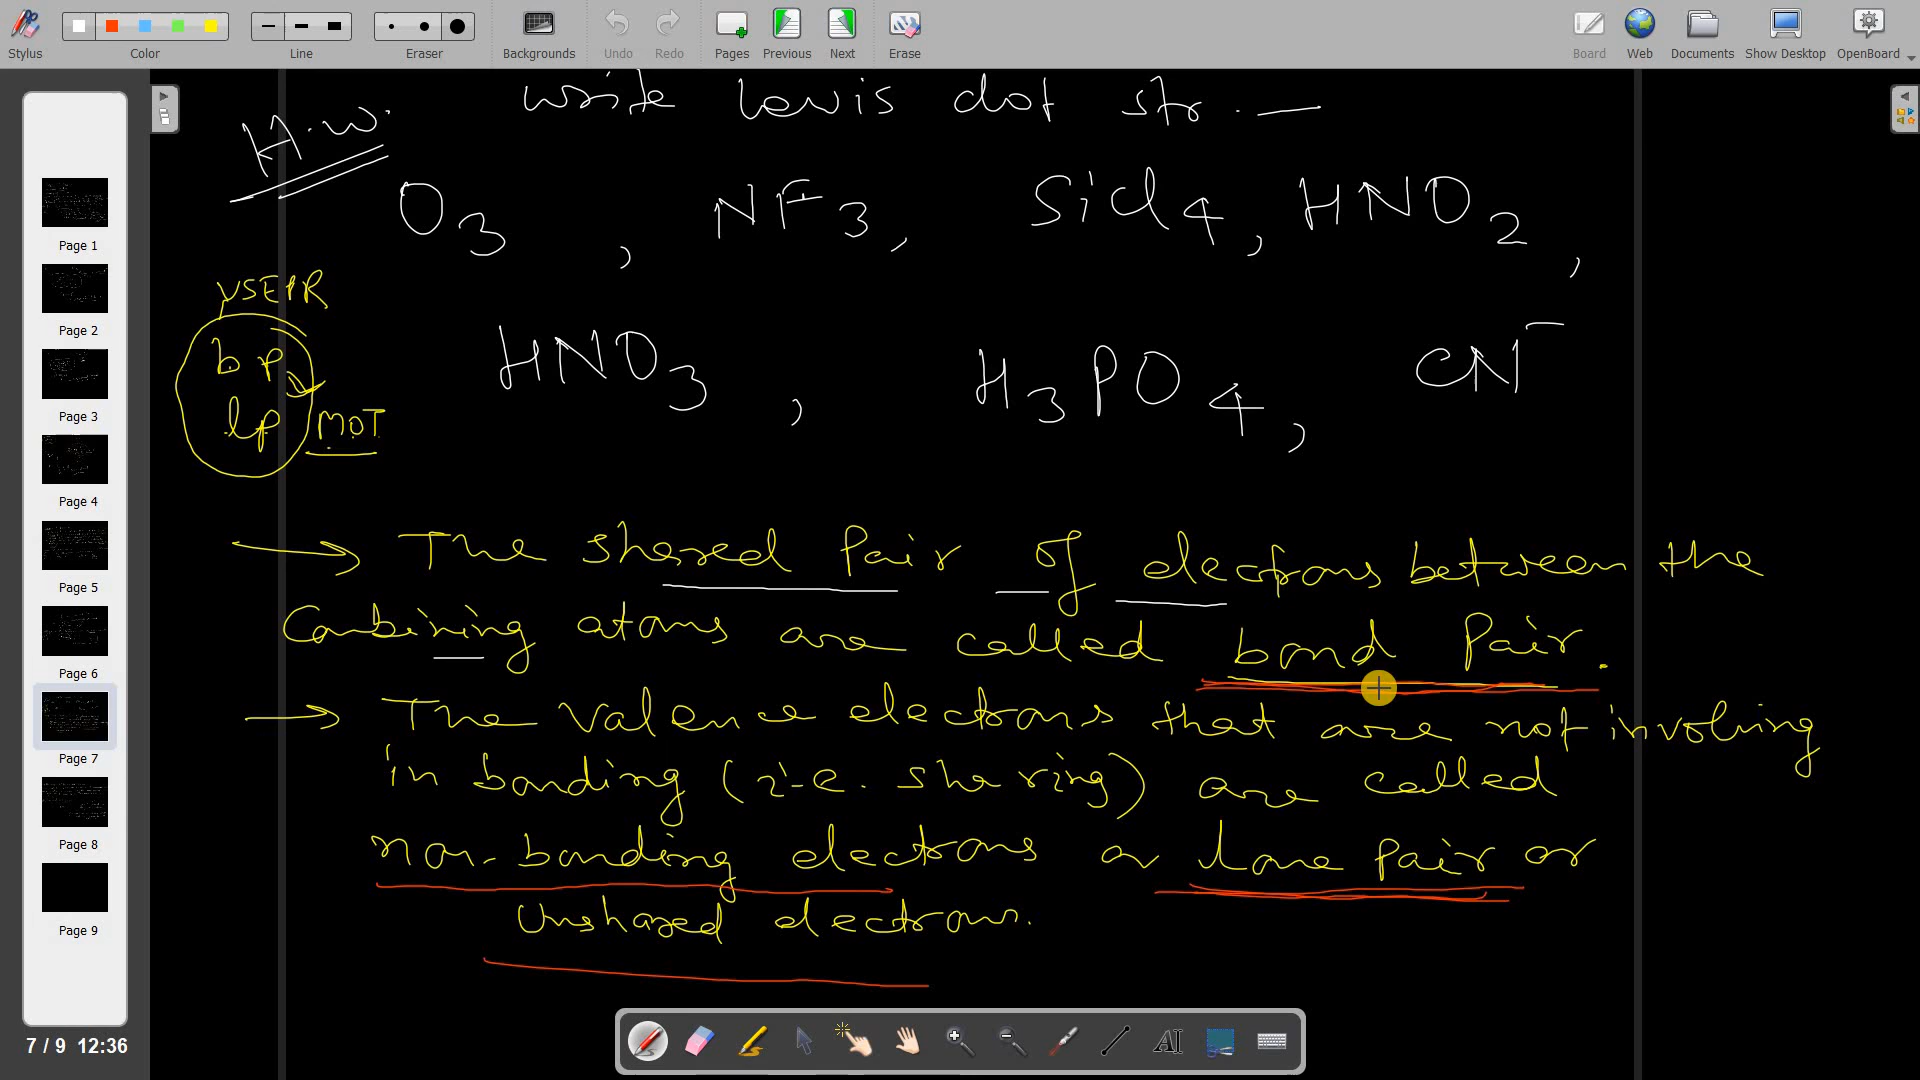 Stylus Color Line Eraser Backgrounds Undo Redo Pages Previous Next Erase Board Web Documents Show Desktop OpenBoard
H.W. write lewis dot str. —
O3, NF3, SiCl4, HNO2,
VSEPR
bp
lp MOT
HNO3, H3PO4, CN-
→ The shared pair of electrons between the
Combining atoms are called bond Pair.
→ The valence electrons that are not involving
in bonding (i.e. sharing) are called
non-bonding electrons or lone pair or
Unshared electrons.
Page 1
Page 2
Page 3
Page 4
Page 5
Page 6
Page 7
Page 8
Page 9
7 / 9 12:36
AI